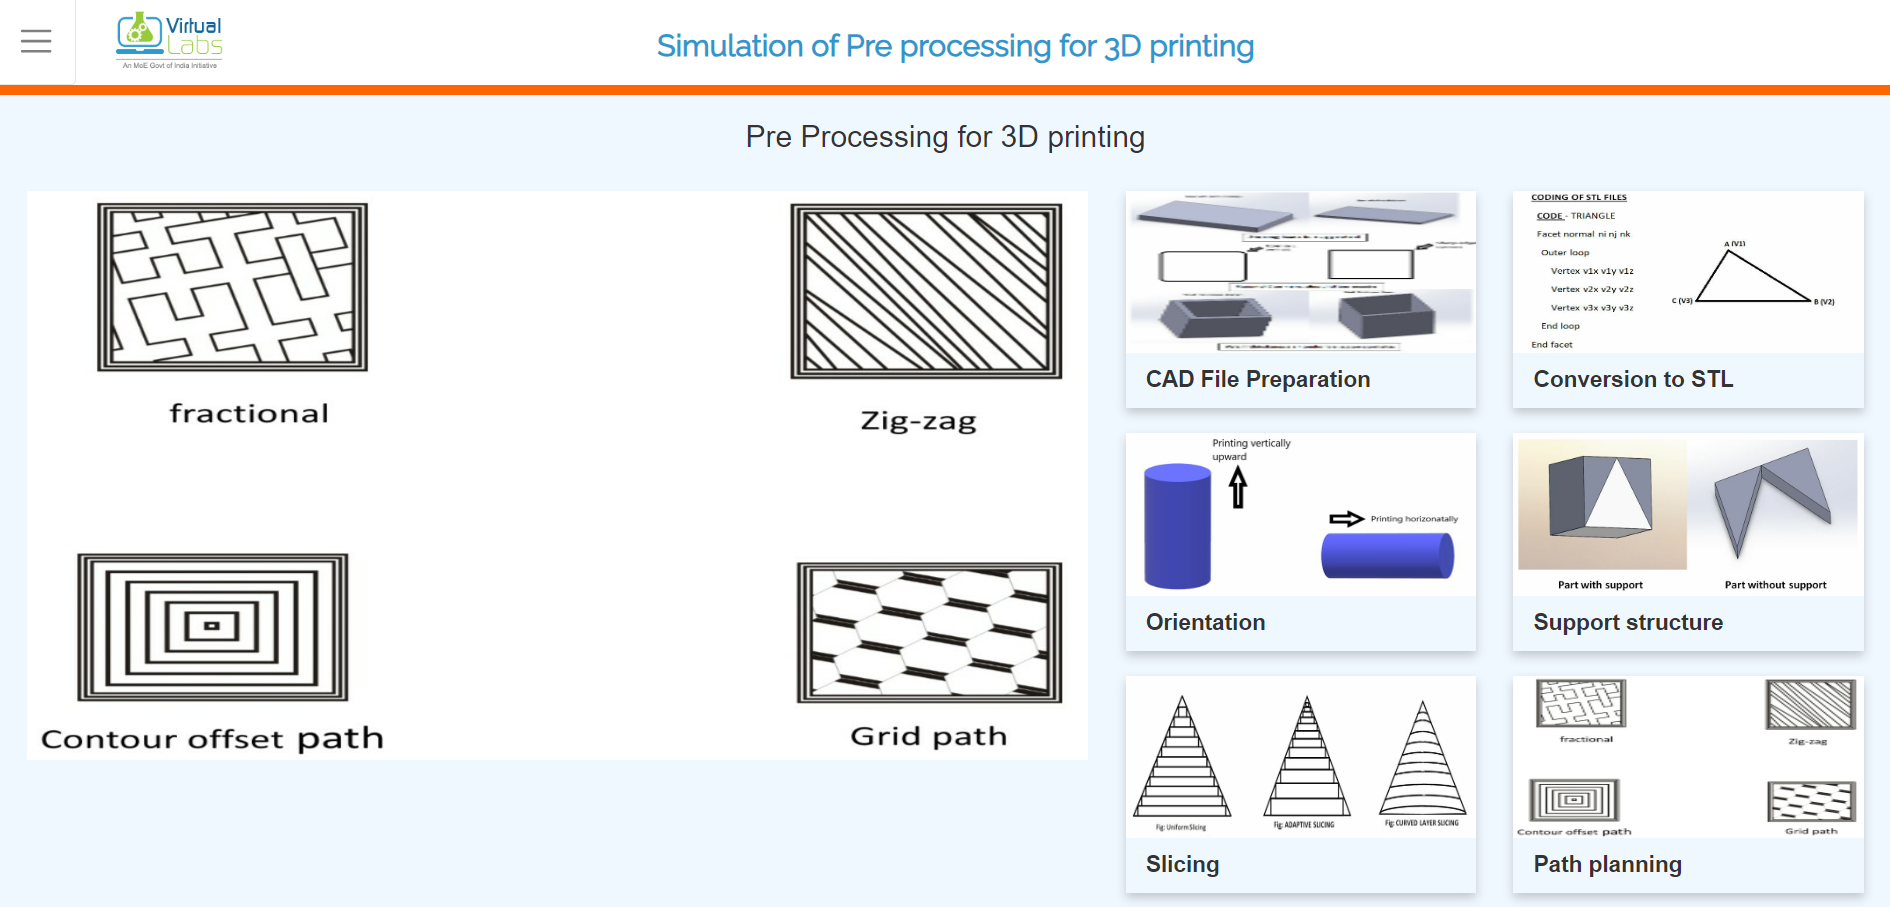 Virtual
Labs
An MoE Govt of India Initiative
Simulation of Pre processing for 3D printing
Pre Processing for 3D printing
fractional
Zig-zag
Contour offset path
Grid path
CAD File Preparation
CODING OF STL FILES
CODE - TRIANGLE
Facet normal ni nj nk
Outer loop
Vertex v1x v1y v1z
Vertex v2x v2y v2z
Vertex v3x v3y v3z
End loop
End facet
A (V1)
C (V3)
B (V2)
Conversion to STL
Printing vertically
upward
Printing horizonatally
Orientation
Part with support
Part without support
Support structure
Fig: Uniform Slicing
Fig: ADAPTIVE SLICING
Fig: CURVED LAYER SLICING
Slicing
fractional
Zig-zag
Contour offset path
Grid path
Path planning